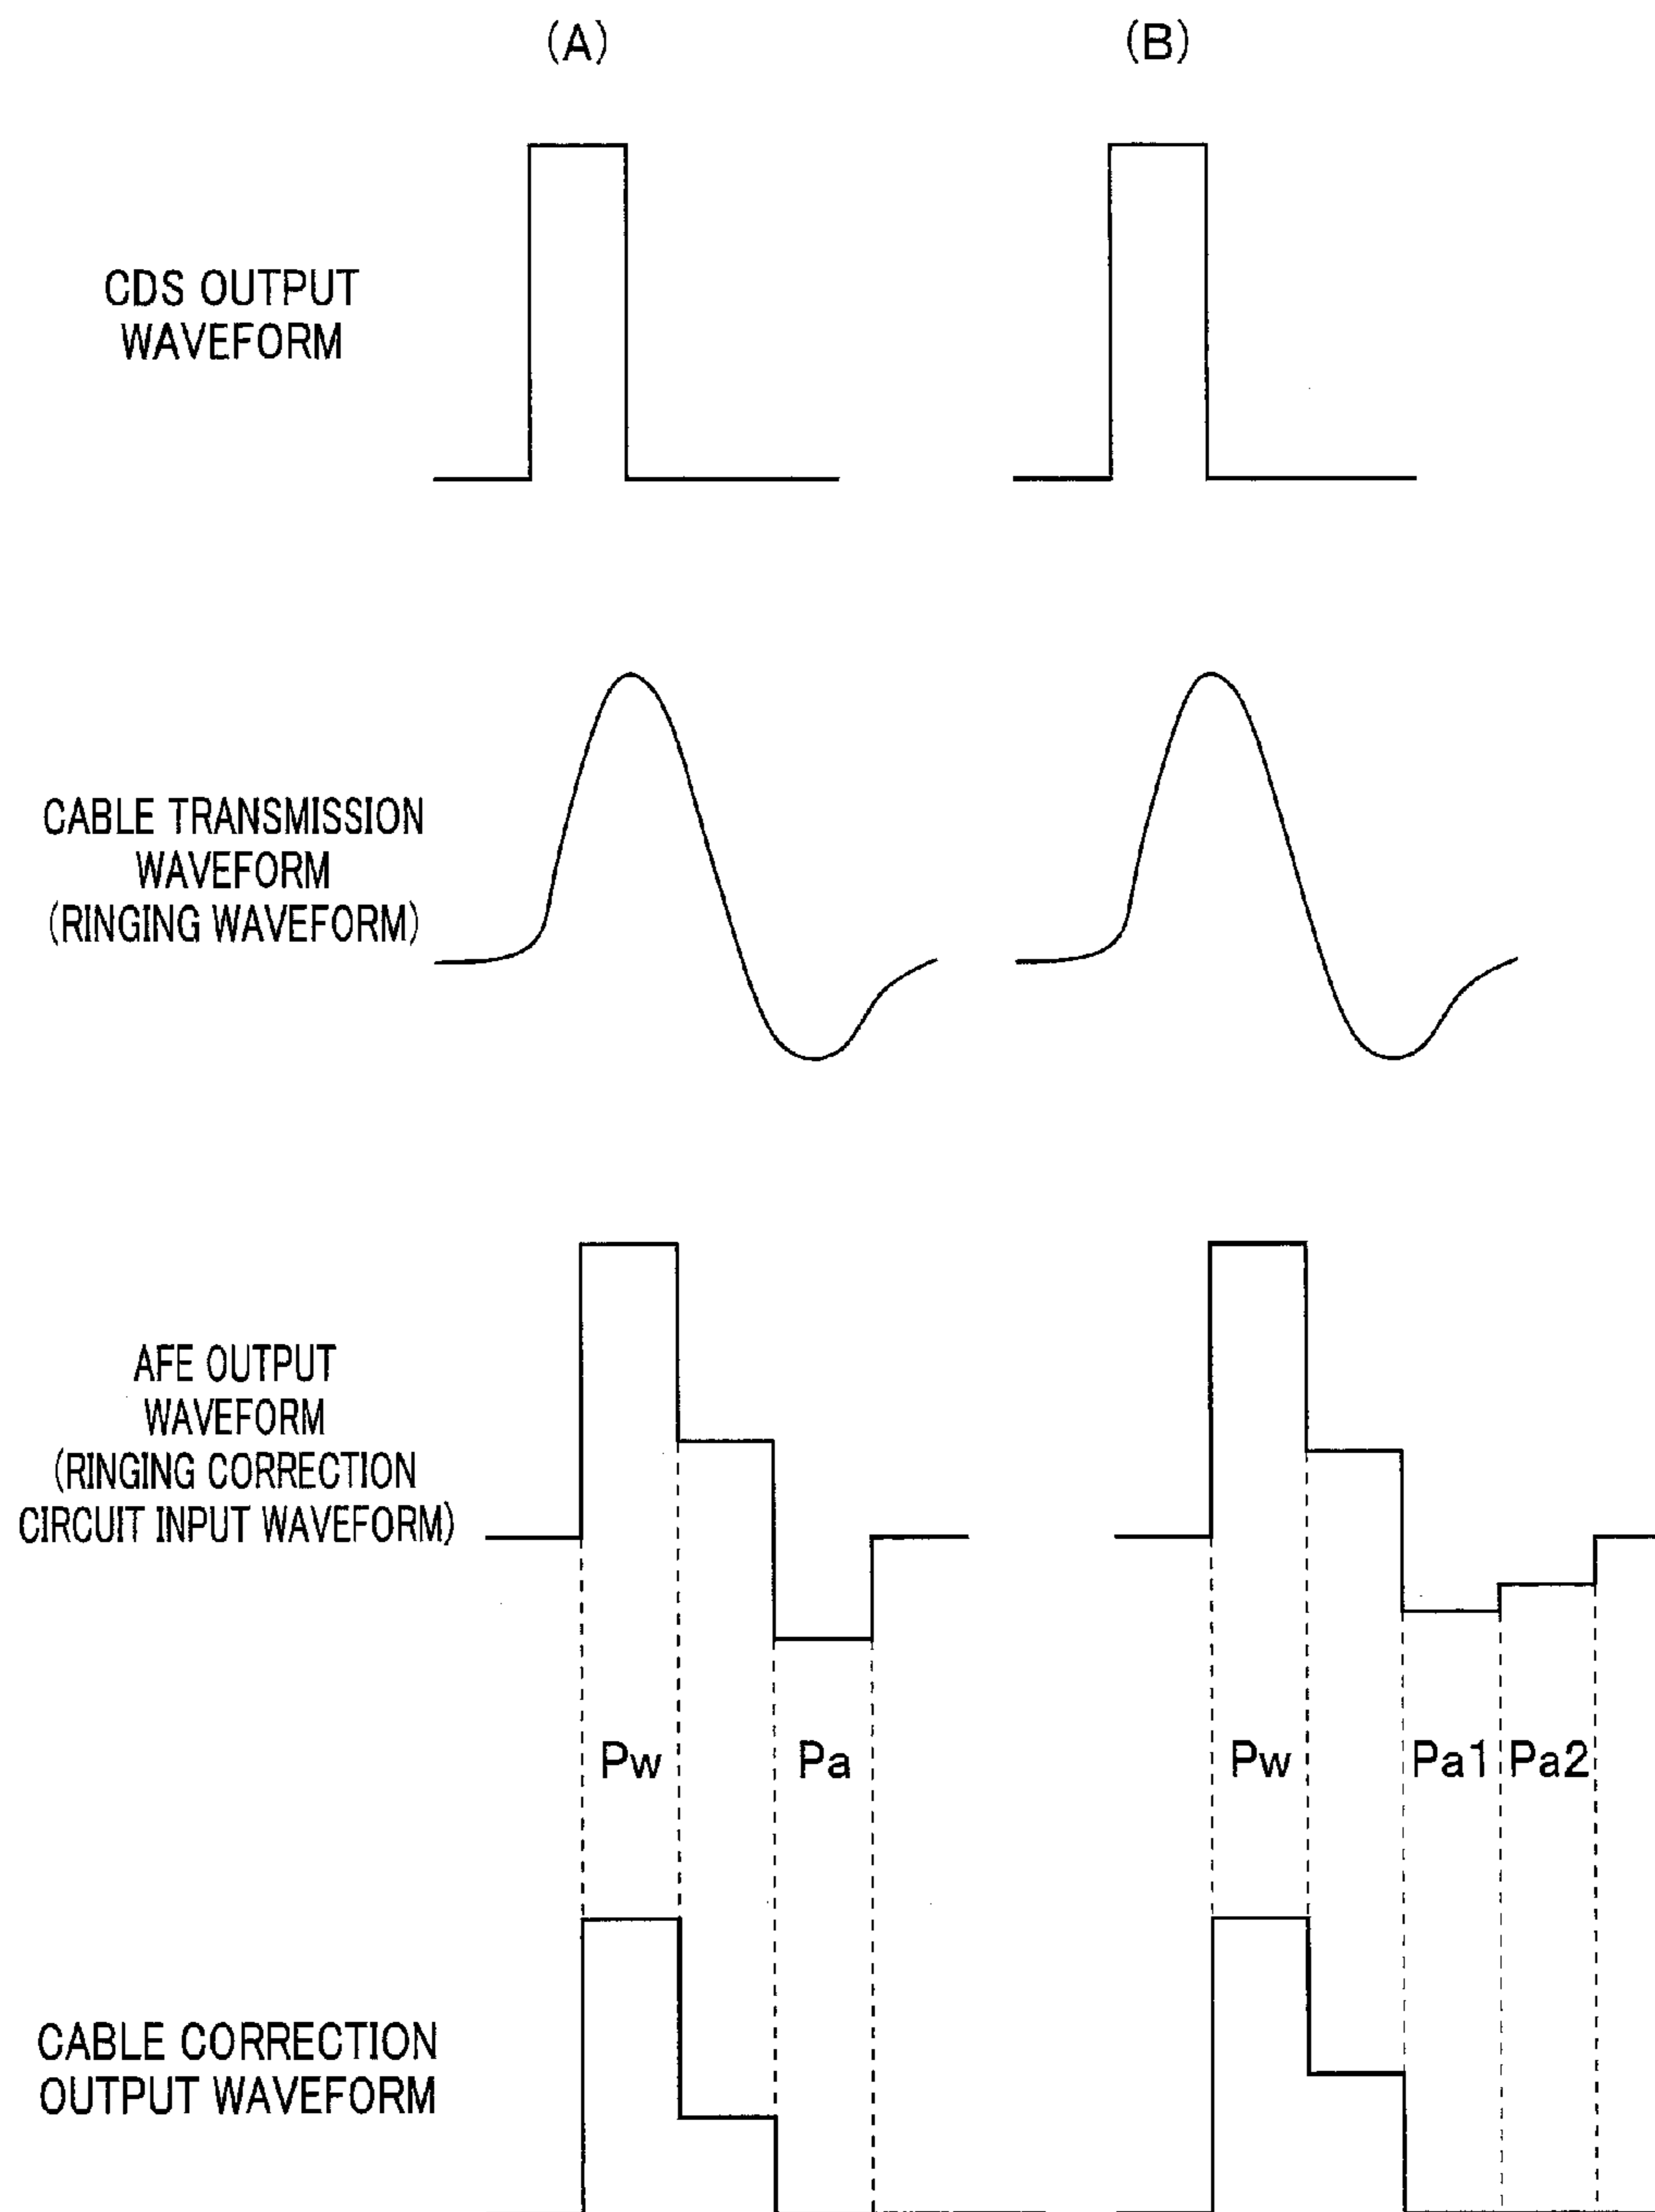 (A)
(B)
CDS OUTPUT
WAVEFORM
CABLE TRANSMISSION
WAVEFORM
(RINGING WAVEFORM)
AFE OUTPUT
WAVEFORM
(RINGING CORRECTION
CIRCUIT INPUT WAVEFORM)
Pw
Pa
Pw
Pa1
Pa2
CABLE CORRECTION
OUTPUT WAVEFORM